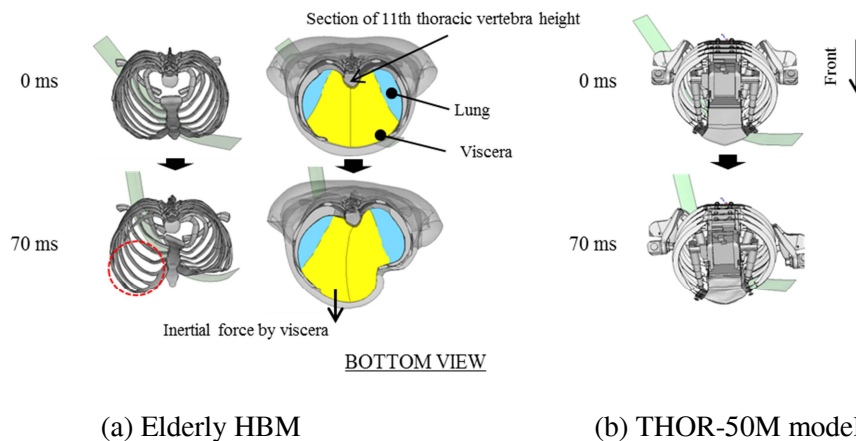 Section of 11th thoracic vertebra height
0 ms
Lung
Viscera
70 ms
Inertial force by viscera
BOTTOM VIEW
0 ms
Front
70 ms
(a) Elderly HBM
(b) THOR-50M model